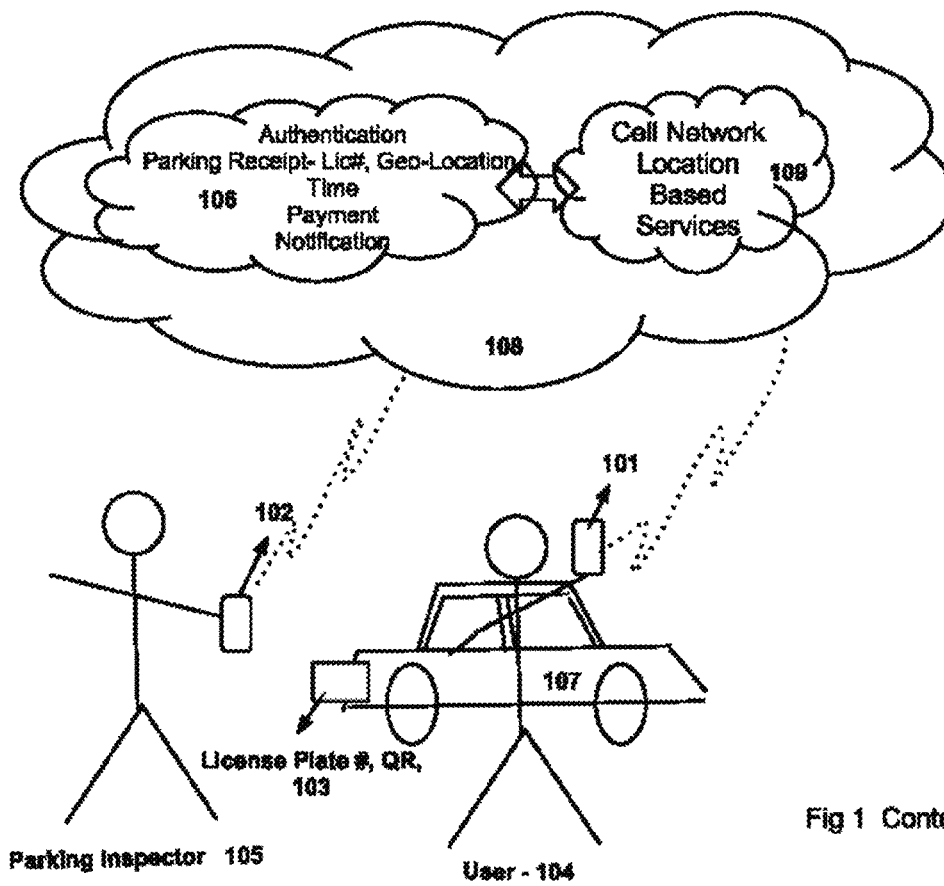 Authentication
Parking Receipt- Lic#, Geo-Location
Time
106
Payment
Notification
Cell Network
Location
109
Based
Services
108
101
102
107
License Plate #, QR,
103
Parking Inspector 105
User - 104
Fig 1 Conte